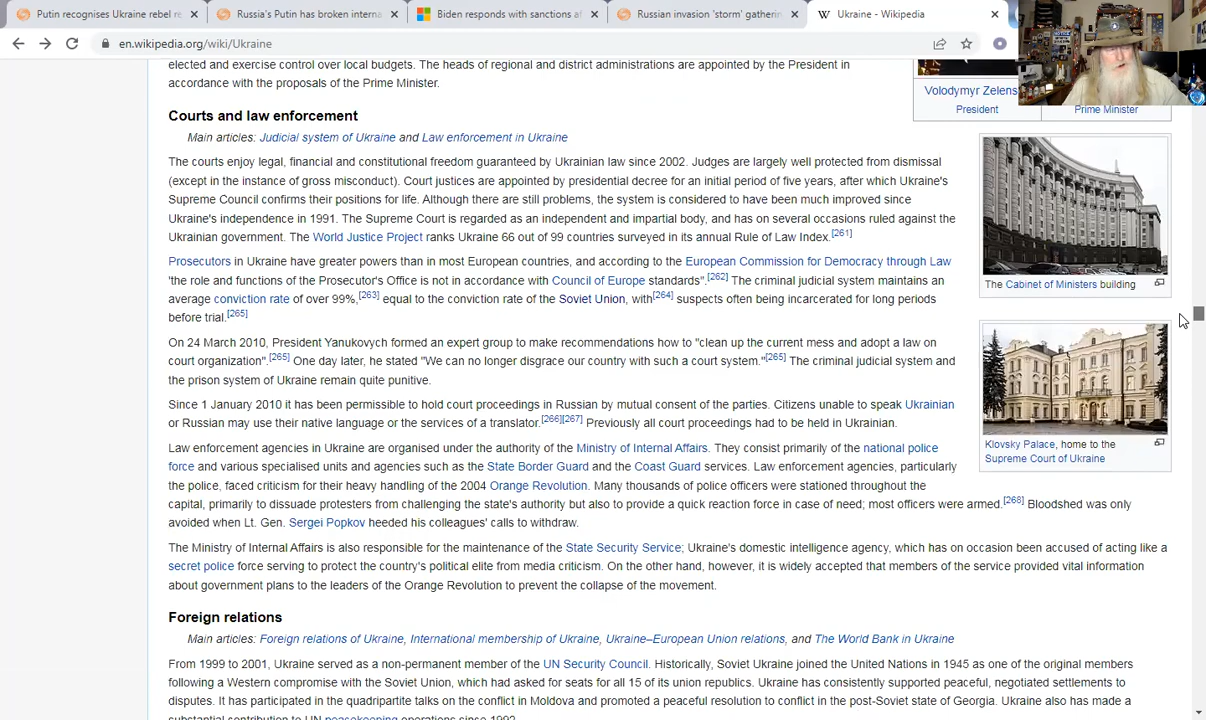 Putin recognises Ukraine rebel re
Russia's Putin has broken interna
Biden responds with sanctions af
Russian invasion 'storm' gatherin
W Ukraine - Wikipedia
en.wikipedia.org/wiki/Ukraine
elected and exercise control over local budgets. The heads of regional and district administrations are appointed by the President in
accordance with the proposals of the Prime Minister.
Volodymyr Zelens
President
Prime Minister
Courts and law enforcement
Main articles: Judicial system of Ukraine and Law enforcement in Ukraine
The courts enjoy legal, financial and constitutional freedom guaranteed by Ukrainian law since 2002. Judges are largely well protected from dismissal
(except in the instance of gross misconduct). Court justices are appointed by presidential decree for an initial period of five years, after which Ukraine's
Supreme Council confirms their positions for life. Although there are still problems, the system is considered to have been much improved since
Ukraine's independence in 1991. The Supreme Court is regarded as an independent and impartial body, and has on several occasions ruled against the
Ukrainian government. The World Justice Project ranks Ukraine 66 out of 99 countries surveyed in its annual Rule of Law Index.[261]
Prosecutors in Ukraine have greater powers than in most European countries, and according to the European Commission for Democracy through Law
'the role and functions of the Prosecutor's Office is not in accordance with Council of Europe standards".[262] The criminal judicial system maintains an
average conviction rate of over 99%,[263] equal to the conviction rate of the Soviet Union, with[264] suspects often being incarcerated for long periods
before trial.[265]
On 24 March 2010, President Yanukovych formed an expert group to make recommendations how to "clean up the current mess and adopt a law on
court organization".[265] One day later, he stated "We can no longer disgrace our country with such a court system."[265] The criminal judicial system and
the prison system of Ukraine remain quite punitive.
Since 1 January 2010 it has been permissible to hold court proceedings in Russian by mutual consent of the parties. Citizens unable to speak Ukrainian
or Russian may use their native language or the services of a translator.[266][267] Previously all court proceedings had to be held in Ukrainian.
Law enforcement agencies in Ukraine are organised under the authority of the Ministry of Internal Affairs. They consist primarily of the national police
force and various specialised units and agencies such as the State Border Guard and the Coast Guard services. Law enforcement agencies, particularly
the police, faced criticism for their heavy handling of the 2004 Orange Revolution. Many thousands of police officers were stationed throughout the
capital, primarily to dissuade protesters from challenging the state's authority but also to provide a quick reaction force in case of need; most officers were armed.[268] Bloodshed was only
avoided when Lt. Gen. Sergei Popkov heeded his colleagues' calls to withdraw.
The Ministry of Internal Affairs is also responsible for the maintenance of the State Security Service; Ukraine's domestic intelligence agency, which has on occasion been accused of acting like a
secret police force serving to protect the country's political elite from media criticism. On the other hand, however, it is widely accepted that members of the service provided vital information
about government plans to the leaders of the Orange Revolution to prevent the collapse of the movement.
The Cabinet of Ministers building
Klovsky Palace, home to the
Supreme Court of Ukraine
Foreign relations
Main articles: Foreign relations of Ukraine, International membership of Ukraine, Ukraine–European Union relations, and The World Bank in Ukraine
From 1999 to 2001, Ukraine served as a non-permanent member of the UN Security Council. Historically, Soviet Ukraine joined the United Nations in 1945 as one of the original members
following a Western compromise with the Soviet Union, which had asked for seats for all 15 of its union republics. Ukraine has consistently supported peaceful, negotiated settlements to
disputes. It has participated in the quadripartite talks on the conflict in Moldova and promoted a peaceful resolution to conflict in the post-Soviet state of Georgia. Ukraine also has made a
substantial contribution to UN peacekeeping operations since 1992.